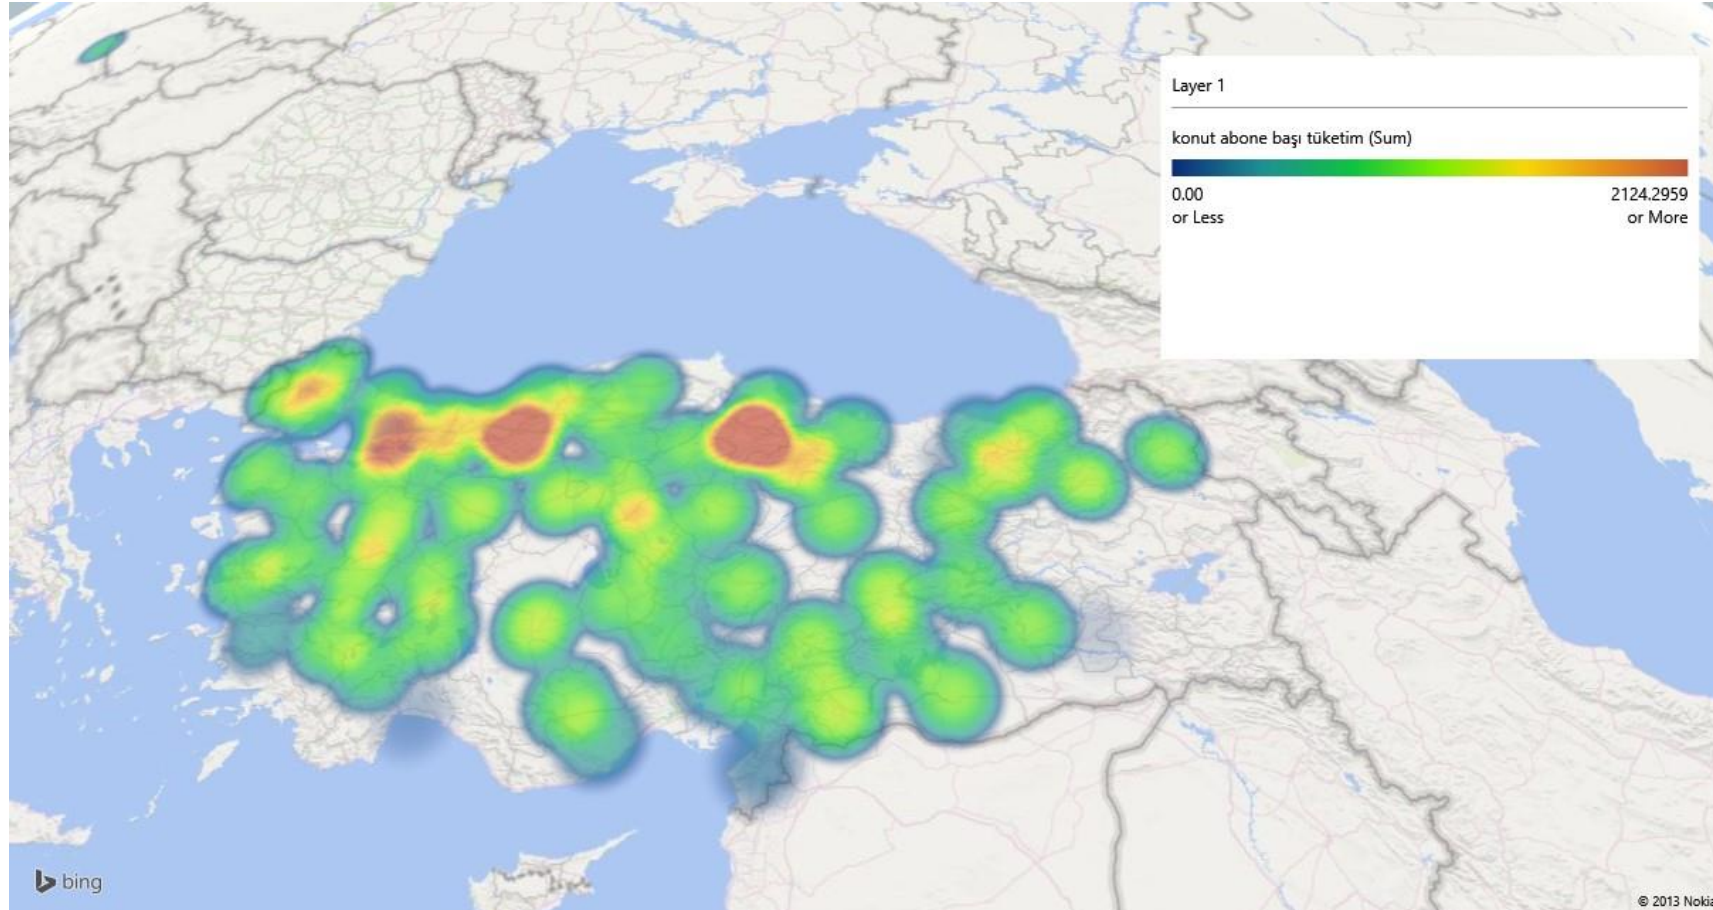 Layer 1
konut abone başı tüketim (Sum)
0.00
2124.2959
or Less
or More
bing
© 2013 Nokia